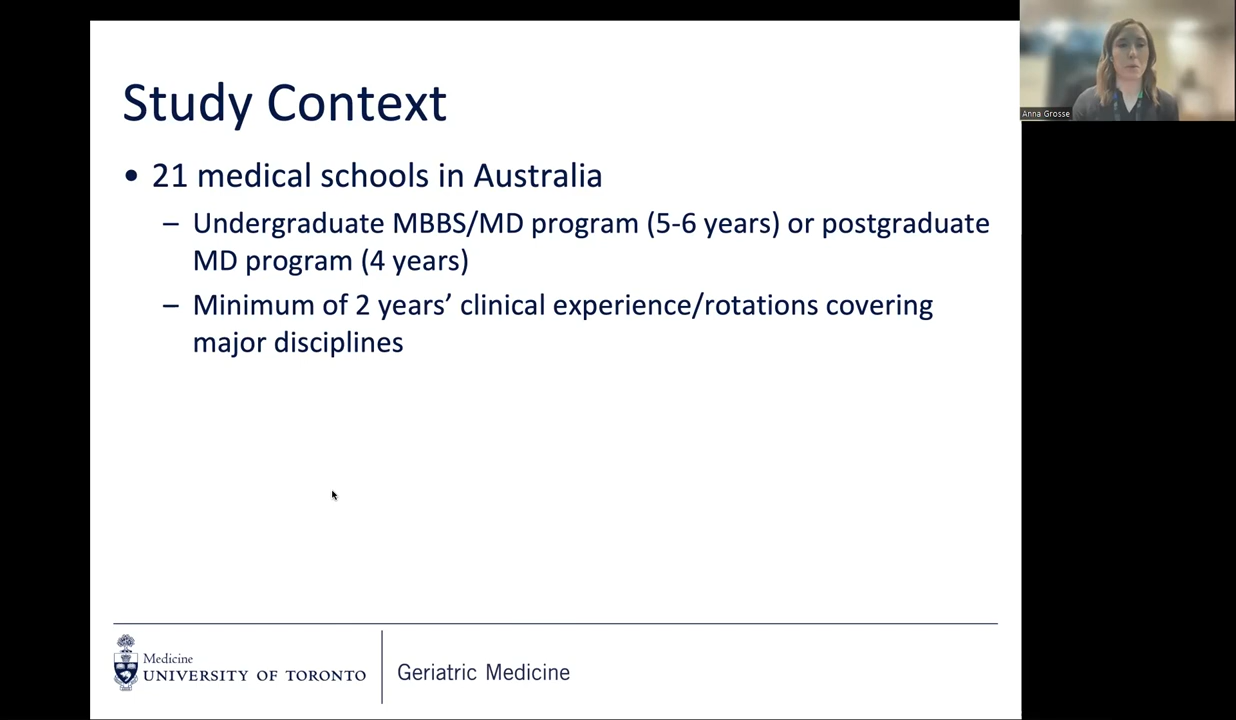 Study Context
• 21 medical schools in Australia
– Undergraduate MBBS/MD program (5-6 years) or postgraduate
MD program (4 years)
– Minimum of 2 years’ clinical experience/rotations covering
major disciplines
Medicine
UNIVERSITY OF TORONTO
Geriatric Medicine
Anna Grosse